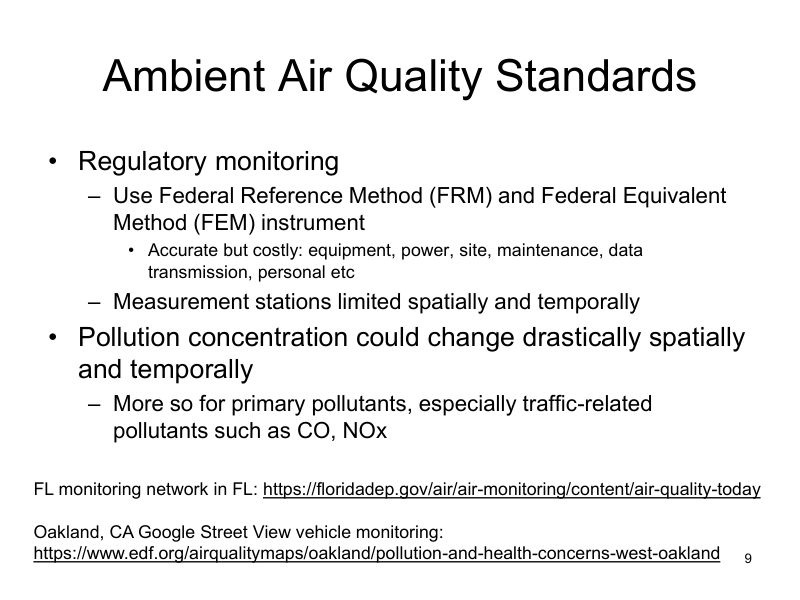 Ambient Air Quality Standards
• Regulatory monitoring
– Use Federal Reference Method (FRM) and Federal Equivalent
Method (FEM) instrument
• Accurate but costly: equipment, power, site, maintenance, data
transmission, personal etc
– Measurement stations limited spatially and temporally
• Pollution concentration could change drastically spatially
and temporally
– More so for primary pollutants, especially traffic-related
pollutants such as CO, NOx
FL monitoring network in FL: https://floridadep.gov/air/air-monitoring/content/air-quality-today
Oakland, CA Google Street View vehicle monitoring:
https://www.edf.org/airqualitymaps/oakland/pollution-and-health-concerns-west-oakland
9